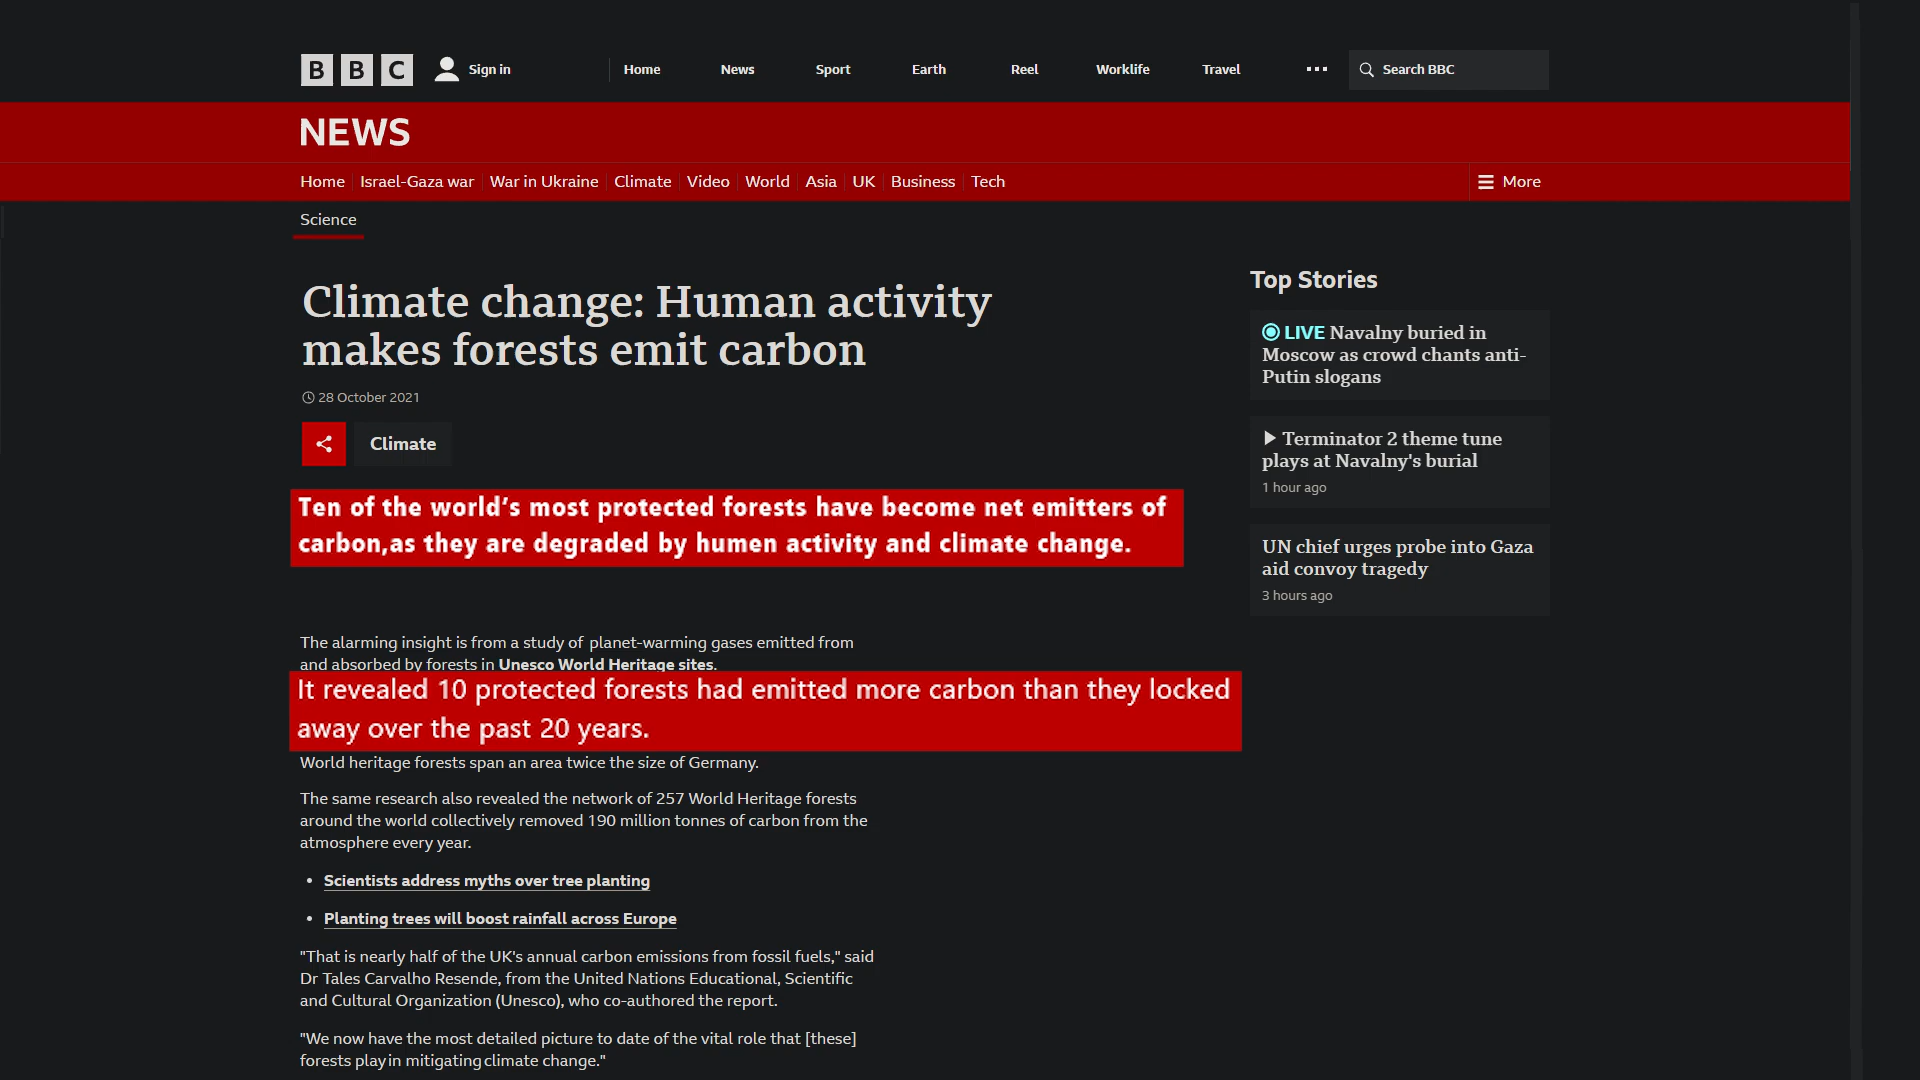 BBC
Sign in
Home
News
Sport
Earth
Reel
Worklife
Travel
Search BBC
NEWS
Home
Israel-Gaza war
War in Ukraine
Climate
Video
World
Asia
UK
Business
Tech
More
Science
Climate change: Human activity
makes forests emit carbon
28 October 2021
Climate
Ten of the world’s most protected forests have become net emitters of
carbon,as they are degraded by humen activity and climate change.
The alarming insight is from a study of planet-warming gases emitted from
and absorbed by forests in Unesco World Heritage sites.
It revealed 10 protected forests had emitted more carbon than they locked
away over the past 20 years.
World heritage forests span an area twice the size of Germany.
The same research also revealed the network of 257 World Heritage forests
around the world collectively removed 190 million tonnes of carbon from the
atmosphere every year.
• Scientists address myths over tree planting
• Planting trees will boost rainfall across Europe
"That is nearly half of the UK's annual carbon emissions from fossil fuels," said
Dr Tales Carvalho Resende, from the United Nations Educational, Scientific
and Cultural Organization (Unesco), who co-authored the report.
"We now have the most detailed picture to date of the vital role that [these]
forests play in mitigating climate change."
Top Stories
LIVE Navalny buried in
Moscow as crowd chants anti-
Putin slogans
Terminator 2 theme tune
plays at Navalny's burial
1 hour ago
UN chief urges probe into Gaza
aid convoy tragedy
3 hours ago